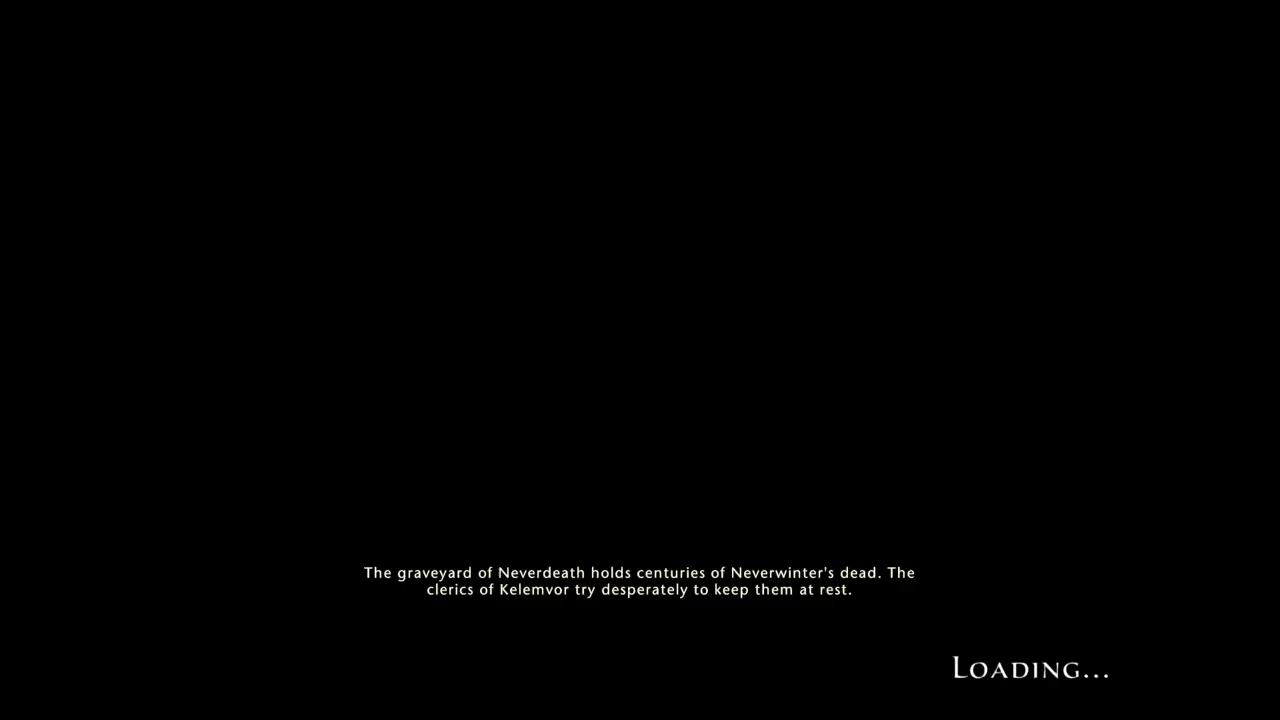 The graveyard of Neverdeath holds centuries of Neverwinter's dead. The
clerics of Kelemvor try desperately to keep them at rest.
Loading...